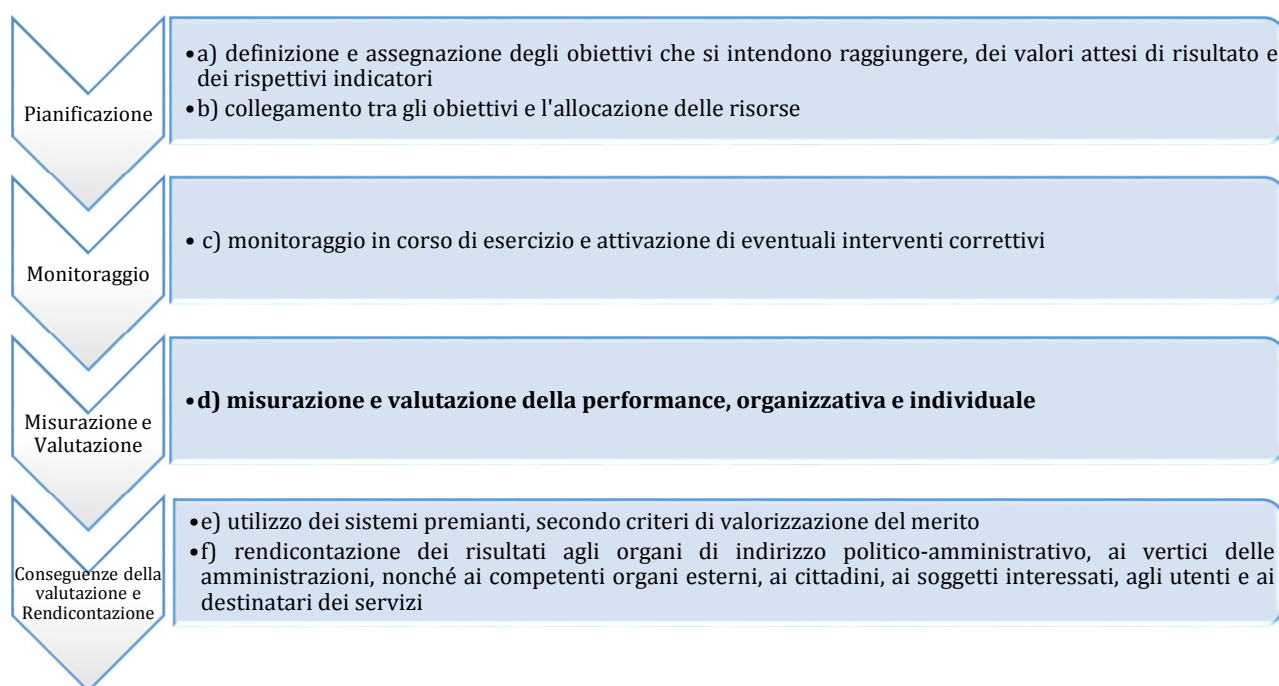 Pianificazione
•a) definizione e assegnazione degli obiettivi che si intendono raggiungere, dei valori attesi di risultato e
dei rispettivi indicatori
•b) collegamento tra gli obiettivi e l'allocazione delle risorse
Monitoraggio
• c) monitoraggio in corso di esercizio e attivazione di eventuali interventi correttivi
Misurazione e
Valutazione
•d) misurazione e valutazione della performance, organizzativa e individuale
Conseguenze della
valutazione e
Rendicontazione
•e) utilizzo dei sistemi premianti, secondo criteri di valorizzazione del merito
•f) rendicontazione dei risultati agli organi di indirizzo politico-amministrativo, ai vertici delle
amministrazioni, nonché ai competenti organi esterni, ai cittadini, ai soggetti interessati, agli utenti e ai
destinatari dei servizi